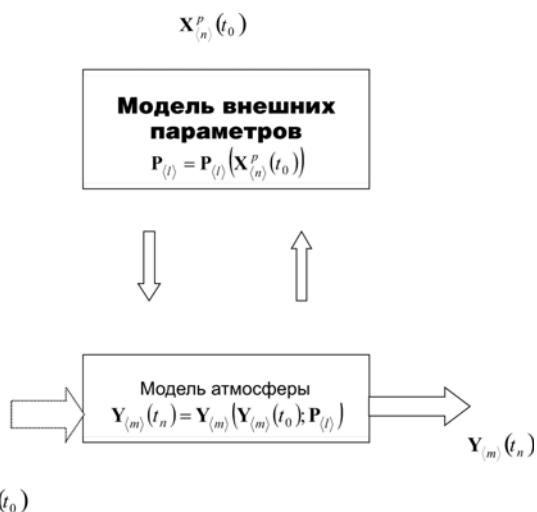 X^p_⟨n⟩(t_0)
Модель внешних
параметров
P_⟨l⟩ = P_⟨l⟩(X^p_⟨n⟩(t_0))
Модель атмосферы
Y_⟨m⟩(t_n) = Y_⟨m⟩(Y_⟨m⟩(t_0); P_⟨l⟩)
Y_⟨m⟩(t_n)
(t_0)